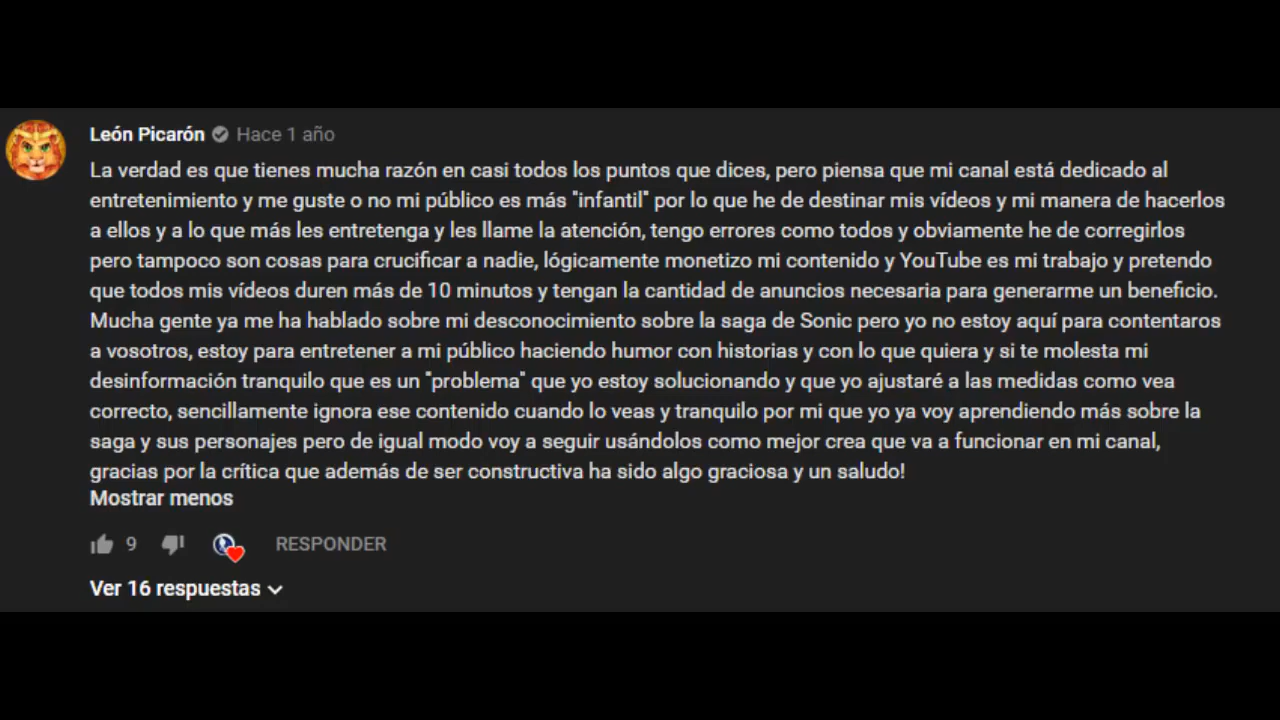 León Picarón Hace 1 año
La verdad es que tienes mucha razón en casi todos los puntos que dices, pero piensa que mi canal está dedicado al
entretenimiento y me guste o no mi público es más "infantil" por lo que he de destinar mis vídeos y mi manera de hacerlos
a ellos y a lo que más les entretenga y les llame la atención, tengo errores como todos y obviamente he de corregirlos
pero tampoco son cosas para crucificar a nadie, lógicamente monetizo mi contenido y YouTube es mi trabajo y pretendo
que todos mis vídeos duren más de 10 minutos y tengan la cantidad de anuncios necesaria para generarme un beneficio.
Mucha gente ya me ha hablado sobre mi desconocimiento sobre la saga de Sonic pero yo no estoy aquí para contentaros
a vosotros, estoy para entretener a mi público haciendo humor con historias y con lo que quiera y si te molesta mi
desinformación tranquilo que es un "problema" que yo estoy solucionando y que yo ajustaré a las medidas como vea
correcto, sencillamente ignora ese contenido cuando lo veas y tranquilo por mi que yo ya voy aprendiendo más sobre la
saga y sus personajes pero de igual modo voy a seguir usándolos como mejor crea que va a funcionar en mi canal,
gracias por la crítica que además de ser constructiva ha sido algo graciosa y un saludo!
Mostrar menos
9 RESPONDER
Ver 16 respuestas